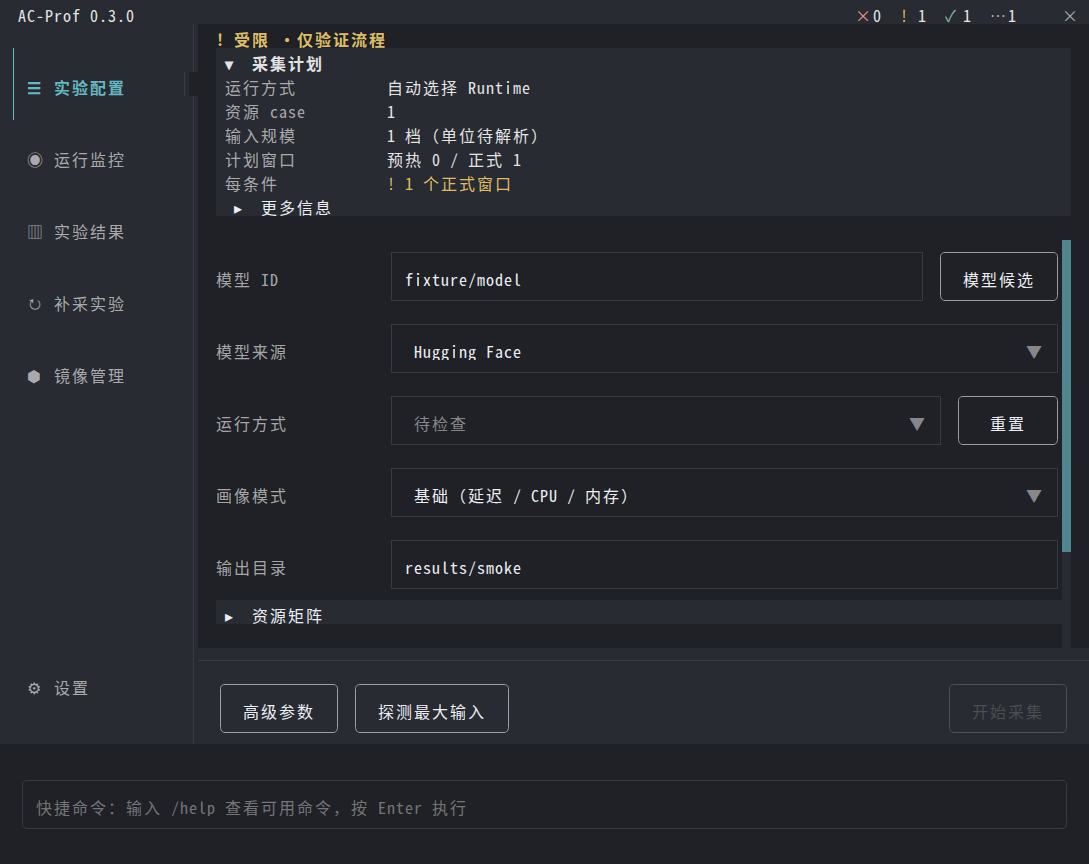 AC-Prof 0.3.0
× 0 ! 1 ✓ 1 …1 ×
! 受限 ·仅验证流程
▼ 采集计划
运行方式 自动选择 Runtime
资源 case 1
输入规模 1 档（单位待解析）
计划窗口 预热 0 / 正式 1
每条件 ! 1 个正式窗口
▶ 更多信息
☰ 实验配置
◉ 运行监控
▥ 实验结果
↻ 补采实验
⬢ 镜像管理
⚙ 设置
模型 ID fixture/model 模型候选
模型来源 Hugging Face ▼
运行方式 待检查 ▼ 重置
画像模式 基础（延迟 / CPU / 内存） ▼
输出目录 results/smoke
▶ 资源矩阵
高级参数 探测最大输入 开始采集
快捷命令：输入 /help 查看可用命令，按 Enter 执行